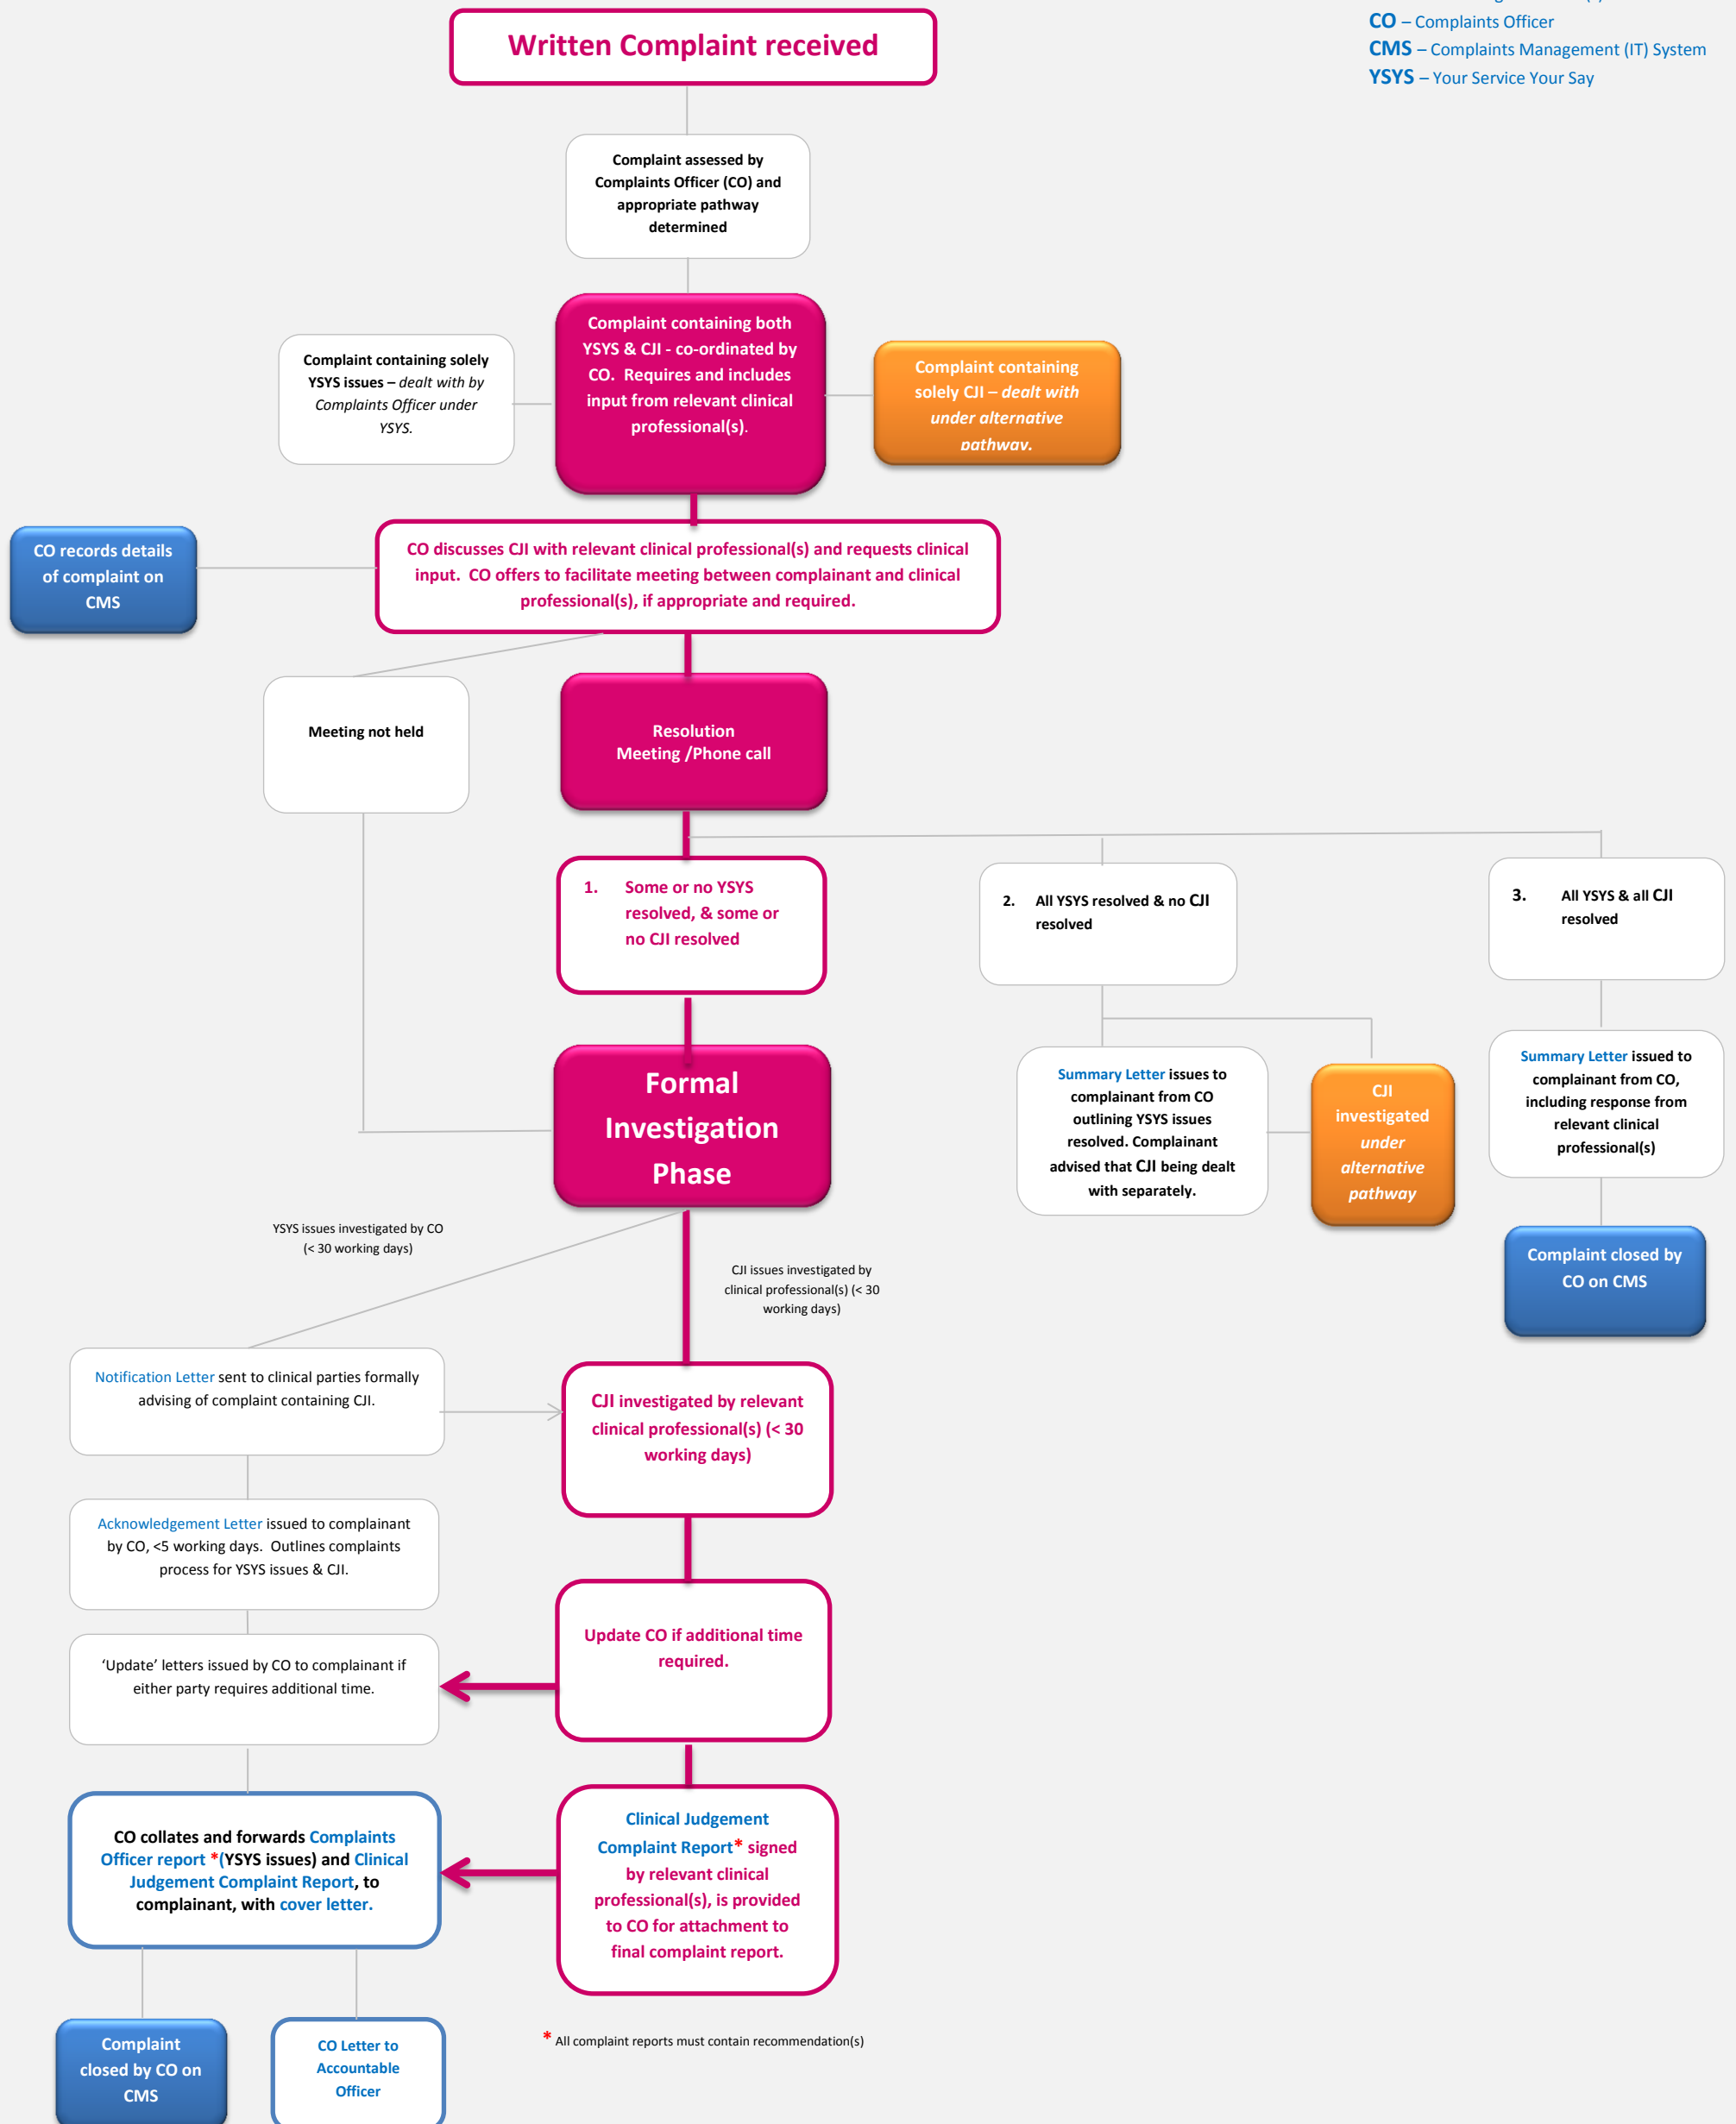 CO – Complaints Officer
CMS – Complaints Management (IT) System
YSYS – Your Service Your Say
Written Complaint received
Complaint assessed by
Complaints Officer (CO) and
appropriate pathway
determined
Complaint containing solely
YSYS issues – dealt with by
Complaints Officer under
YSYS.
Complaint containing both
YSYS & CJI - co-ordinated by
CO. Requires and includes
input from relevant clinical
professional(s).
Complaint containing
solely CJI – dealt with
under alternative
pathway.
CO records details
of complaint on
CMS
CO discusses CJI with relevant clinical professional(s) and requests clinical
input. CO offers to facilitate meeting between complainant and clinical
professional(s), if appropriate and required.
Meeting not held
Resolution
Meeting /Phone call
1. Some or no YSYS
resolved, & some or
no CJI resolved
2. All YSYS resolved & no CJI
resolved
3. All YSYS & all CJI
resolved
Formal
Investigation
Phase
Summary Letter issues to
complainant from CO
outlining YSYS issues
resolved. Complainant
advised that CJI being dealt
with separately.
CJI
investigated
under
alternative
pathway
Summary Letter issued to
complainant from CO,
including response from
relevant clinical
professional(s)
Complaint closed by
CO on CMS
YSYS issues investigated by CO
(< 30 working days)
CJI issues investigated by
clinical professional(s) (< 30
working days)
Notification Letter sent to clinical parties formally
advising of complaint containing CJI.
CJI investigated by relevant
clinical professional(s) (< 30
working days)
Acknowledgement Letter issued to complainant
by CO, <5 working days. Outlines complaints
process for YSYS issues & CJI.
Update CO if additional time
required.
‘Update’ letters issued by CO to complainant if
either party requires additional time.
CO collates and forwards Complaints
Officer report *(YSYS issues) and Clinical
Judgement Complaint Report, to
complainant, with cover letter.
Clinical Judgement
Complaint Report* signed
by relevant clinical
professional(s), is provided
to CO for attachment to
final complaint report.
Complaint
closed by CO on
CMS
CO Letter to
Accountable
Officer
* All complaint reports must contain recommendation(s)